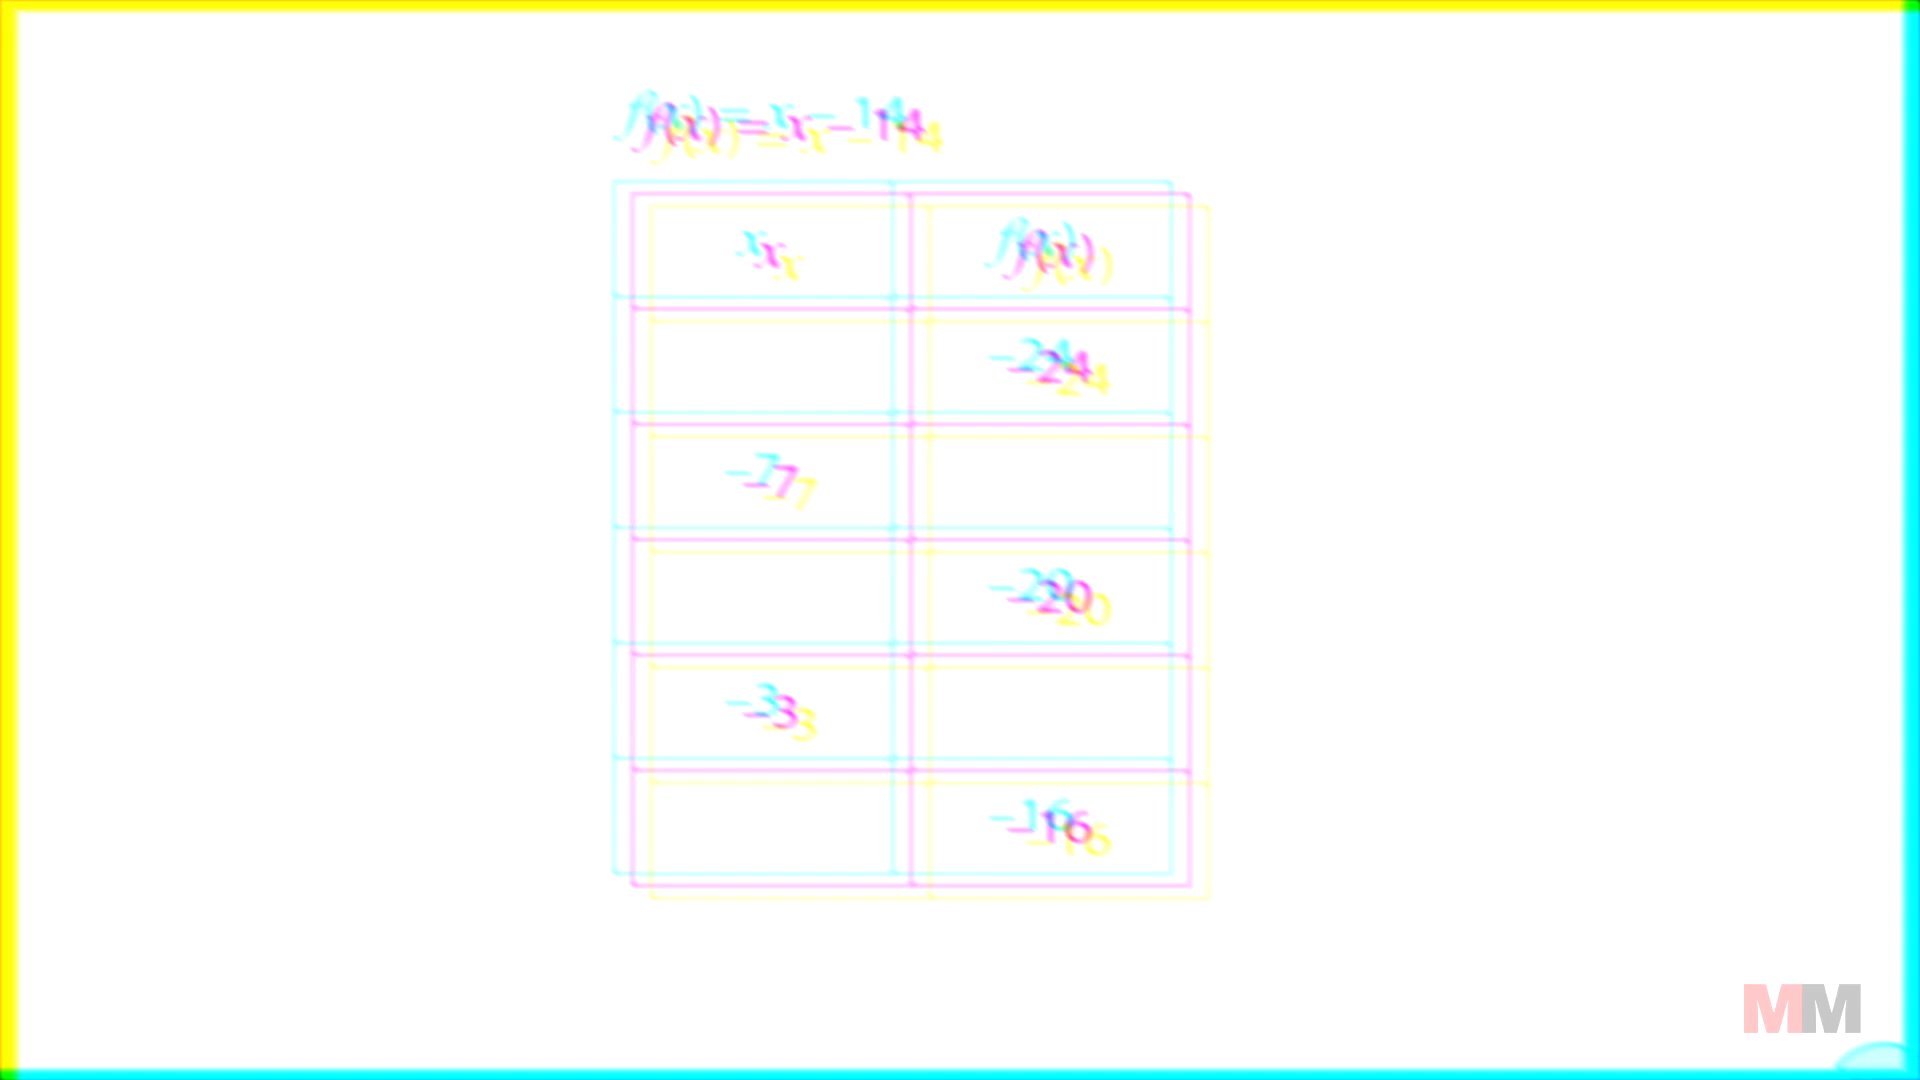 f(x) = x − 14
x f(x)
−24
−7
−20
−3
−16
MM